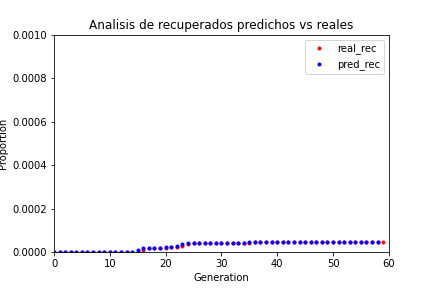 Analisis de recuperados predichos vs reales
0.0010
0.0008
0.0006
0.0004
0.0002
0.0000
Proportion
real_rec
pred_rec
0 10 20 30 40 50 60
Generation